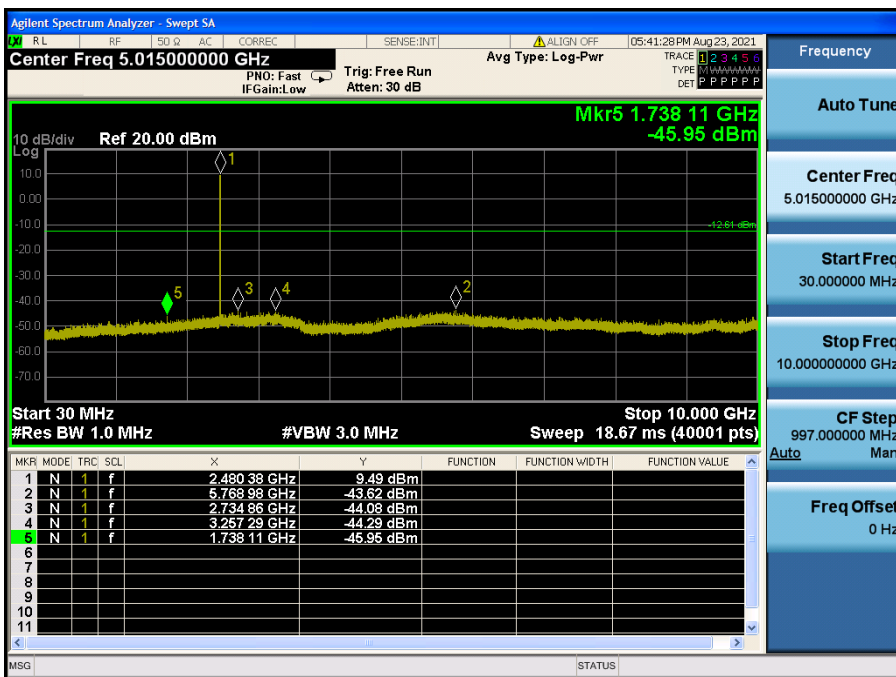 Agilent Spectrum Analyzer - Swept SA
LXI RL RF 50 Ω AC CORREC SENSE:INT ALIGN OFF 05:41:28 PM Aug 23, 2021
Center Freq 5.015000000 GHz
PNO: Fast
IFGain:Low
Trig: Free Run
Atten: 30 dB
Avg Type: Log-Pwr
TRACE 1 2 3 4 5 6
TYPE M W W W W W
DET P P P P P P
Mkr5 1.738 11 GHz
-45.95 dBm
10 dB/div Ref 20.00 dBm
Log
10.0
0.00
-10.0
-20.0
-30.0
-40.0
-50.0
-60.0
-70.0
1
-12.61 dBm
5
3
4
2
Start 30 MHz
Stop 10.000 GHz
#Res BW 1.0 MHz
#VBW 3.0 MHz
Sweep 18.67 ms (40001 pts)
MKR MODE TRC SCL X Y FUNCTION FUNCTION WIDTH FUNCTION VALUE
1 N 1 f 2.480 38 GHz 9.49 dBm
2 N 1 f 5.768 98 GHz -43.62 dBm
3 N 1 f 2.734 86 GHz -44.08 dBm
4 N 1 f 3.257 29 GHz -44.29 dBm
5 N 1 f 1.738 11 GHz -45.95 dBm
6
7
8
9
10
11
MSG
STATUS
Frequency
Auto Tune
Center Freq
5.015000000 GHz
Start Freq
30.000000 MHz
Stop Freq
10.000000000 GHz
CF Step
997.000000 MHz
Auto Man
Freq Offset
0 Hz